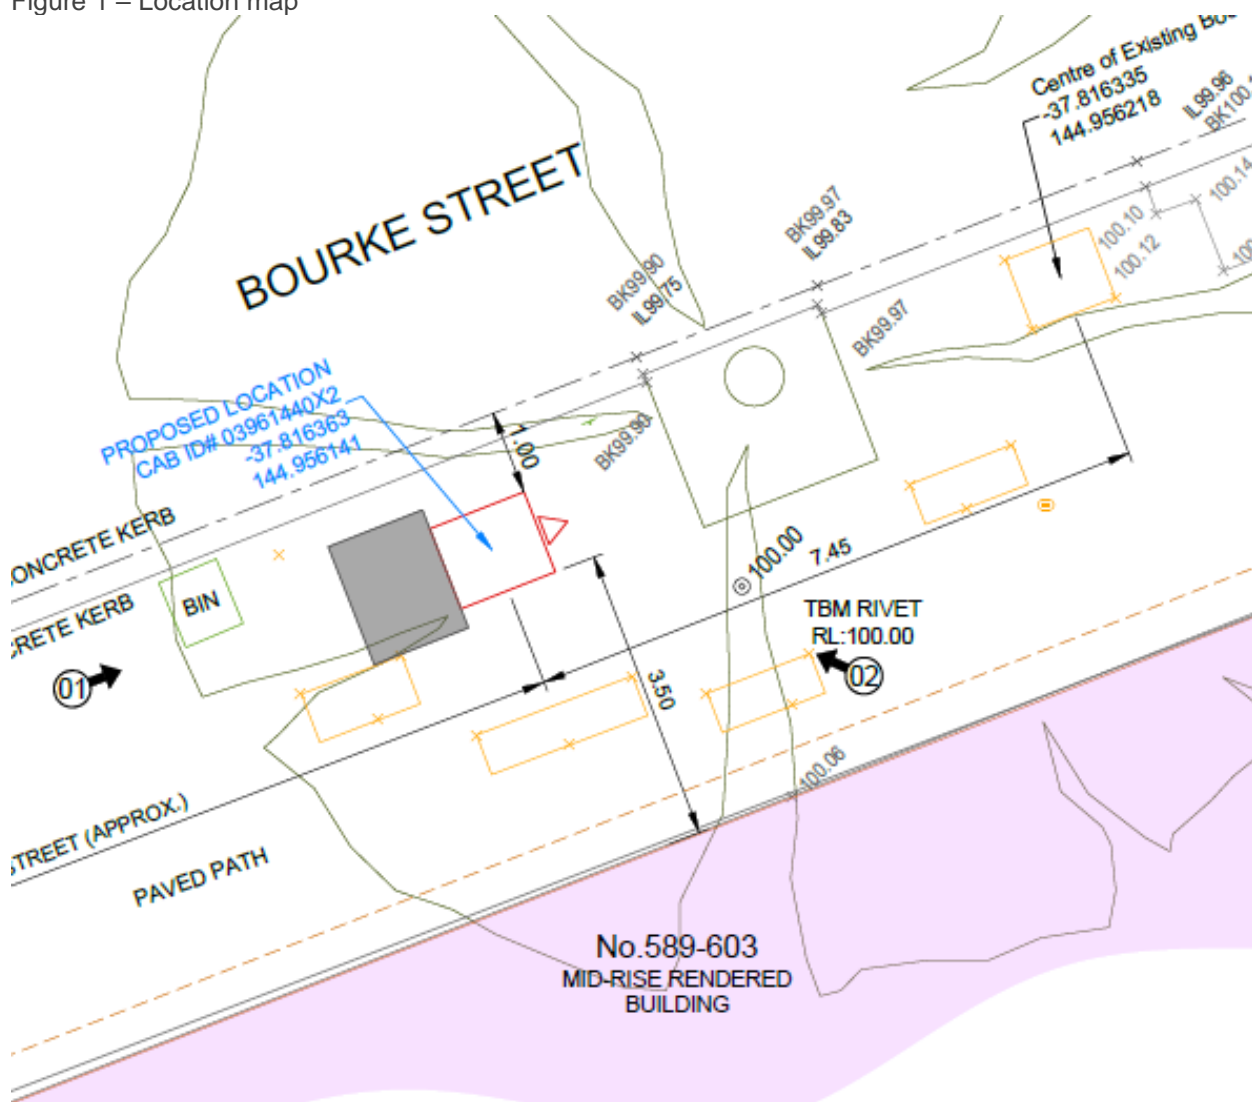 Figure 1 – Location map
BOURKE STREET
Centre of Existing
-37.816335
144.956218
IL99.96
BK100.
100.14
100.10
100.12
BK99.97
IL99.83
BK99.90
IL99.75
BK99.97
BK99.90
PROPOSED LOCATION
CAB ID# 03961440X2
-37.816363
144.956141
1.00
ONCRETE KERB
CRETE KERB
BIN
01
100.00
7.45
TBM RIVET
RL:100.00
02
3.50
100.06
STREET (APPROX.)
PAVED PATH
No.589-603
MID-RISE RENDERED
BUILDING